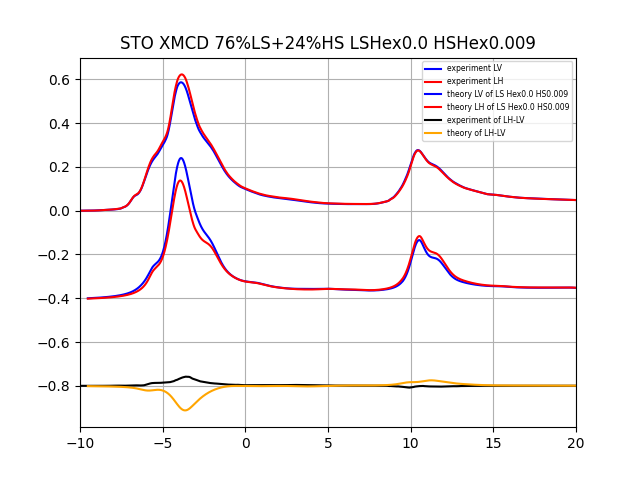 STO XMCD 76%LS+24%HS LSHex0.0 HSHex0.009
experiment LV
experiment LH
theory LV of LS Hex0.0 HS0.009
theory LH of LS Hex0.0 HS0.009
experiment of LH-LV
theory of LH-LV
0.6
0.4
0.2
0.0
−0.2
−0.4
−0.6
−0.8
−10 −5 0 5 10 15 20